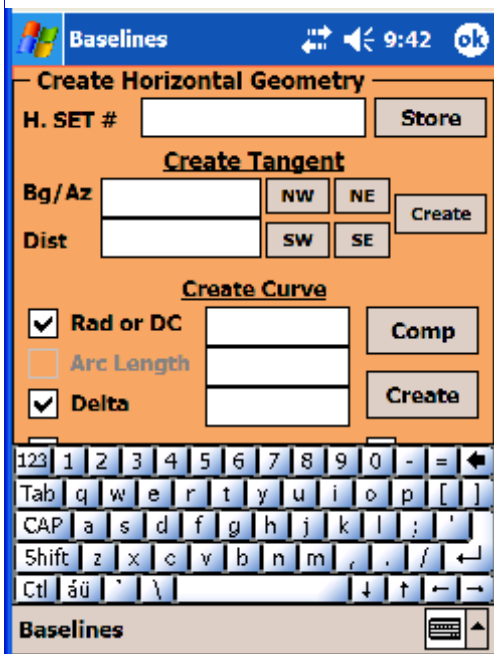 Baselines 9:42 ok
Create Horizontal Geometry
H. SET # Store
Create Tangent
Bg/Az NW NE Create
Dist SW SE
Create Curve
Rad or DC Comp
Arc Length
Delta Create
123 1 2 3 4 5 6 7 8 9 0 - =
Tab q w e r t y u i o p [ ]
CAP a s d f g h j k l ; '
Shift z x c v b n m , . /
Ctl áü ` \
Baselines